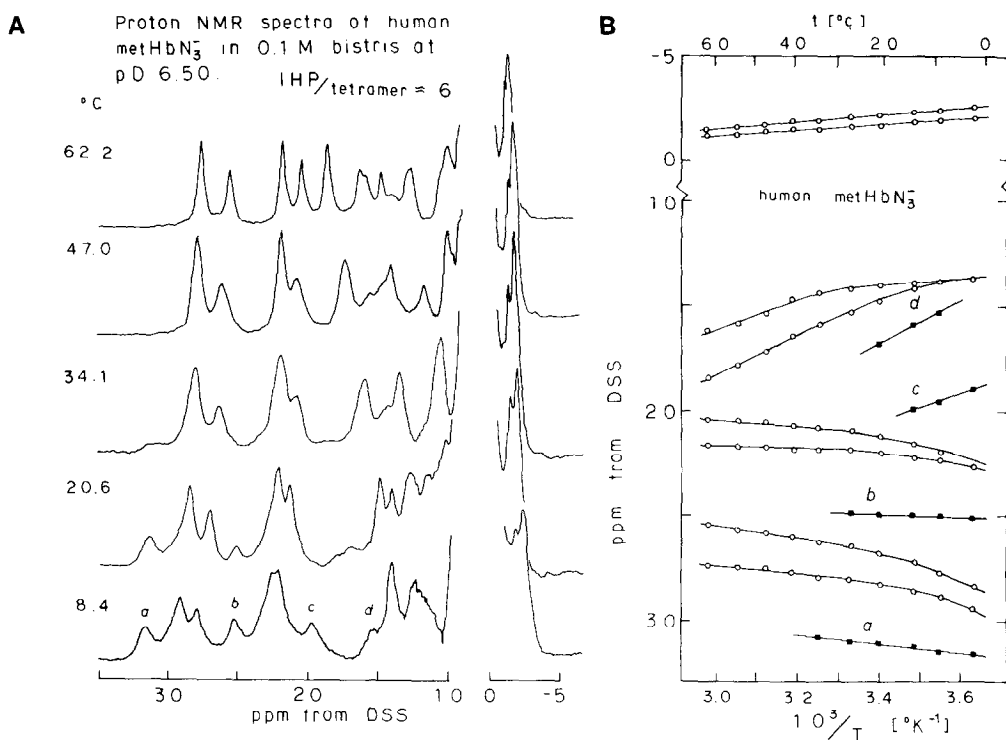 A
Proton NMR spectra of human
metHbN₃⁻ in 0.1 M bistris at
pD 6.50.
IHP/tetramer ≈ 6
°C
62.2
47.0
34.1
20.6
8.4
a
b
c
d
30
20
10
0
-5
ppm from DSS
B
t [°C]
60
40
20
0
-5
0
10
human metHbN₃⁻
d
20
c
b
30
a
ppm from DSS
3.0
3.2
3.4
3.6
10³/T [°K⁻¹]